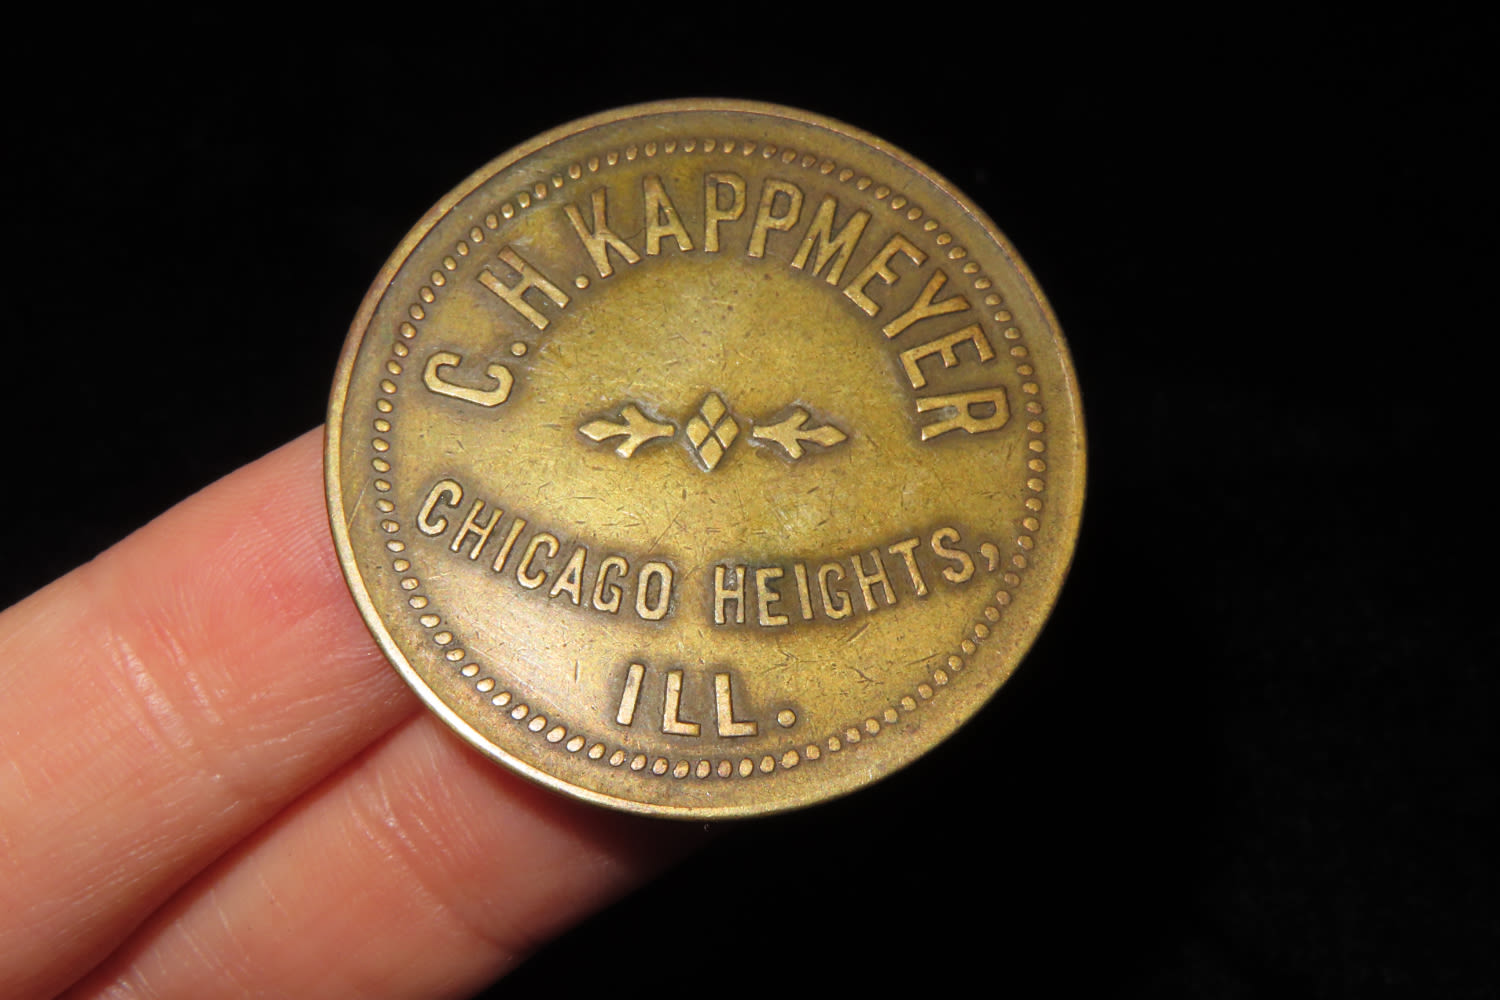 C. H. KAPPMEYER
CHICAGO HEIGHTS,
ILL.